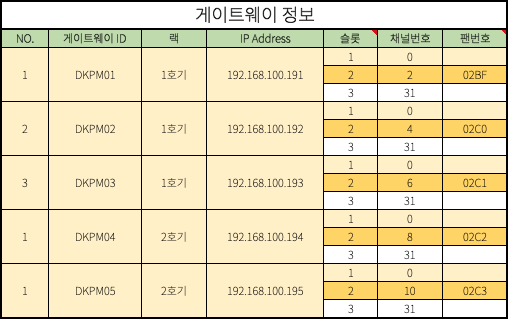 게이트웨이 정보
NO. 게이트웨이 ID 랙 IP Address 슬롯 채널번호 팬번호
1 DKPM01 1호기 192.168.100.191 1 0
2 2 02BF
3 31
2 DKPM02 1호기 192.168.100.192 1 0
2 4 02C0
3 31
3 DKPM03 1호기 192.168.100.193 1 0
2 6 02C1
3 31
1 DKPM04 2호기 192.168.100.194 1 0
2 8 02C2
3 31
1 DKPM05 2호기 192.168.100.195 1 0
2 10 02C3
3 31